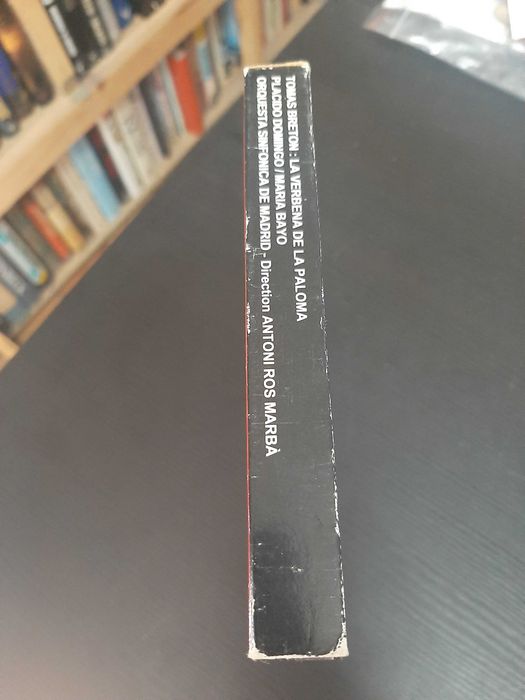 TOMAS BRETON : LA VERBENA DE LA PALOMA
PLACIDO DOMINGO / MARIA BAYO
ORQUESTA SINFONICA DE MADRID - Direction ANTONI ROS MARBÀ